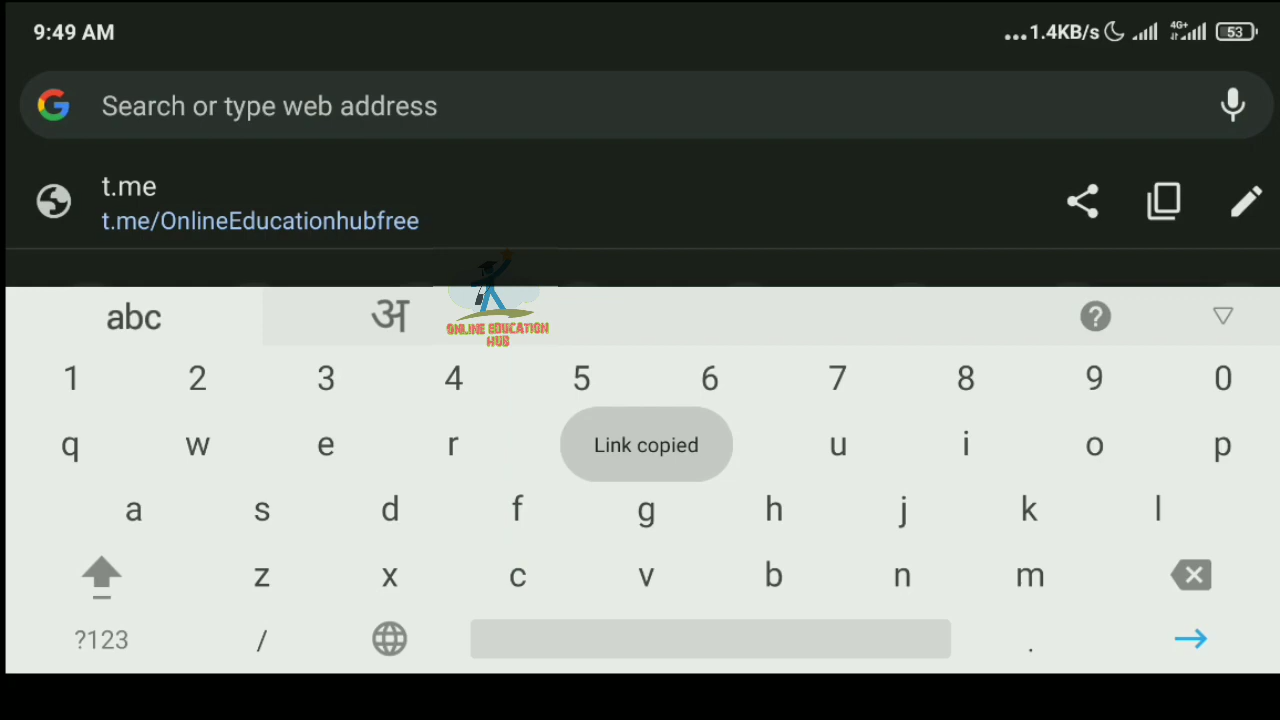 9:49 AM
...1.4KB/s 4G+ 53
Search or type web address
t.me
t.me/OnlineEducationhubfree
abc अ ?
ONLINE EDUCATION
HUB
1 2 3 4 5 6 7 8 9 0
q w e r Link copied u i o p
a s d f g h j k l
z x c v b n m
?123 / .